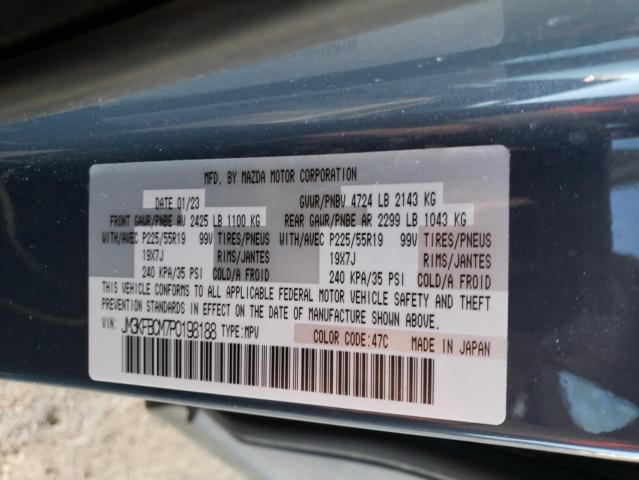 MFD. BY MAZDA MOTOR CORPORATION
DATE 01/23 GVWR/PNBV 4724 LB 2143 KG
FRONT GAWR/PNBE AV 2425 LB 1100 KG REAR GAWR/PNBE AR 2299 LB 1043 KG
WITH/AVEC P225/55R19 99V TIRES/PNEUS WITH/AVEC P225/55R19 99V TIRES/PNEUS
19X7J RIMS/JANTES 19X7J RIMS/JANTES
240 KPA/35 PSI COLD/A FROID 240 KPA/35 PSI COLD/A FROID
THIS VEHICLE CONFORMS TO ALL APPLICABLE FEDERAL MOTOR VEHICLE SAFETY AND THEFT
PREVENTION STANDARDS IN EFFECT ON THE DATE OF MANUFACTURE SHOWN ABOVE.
VIN: JM3KFBCM7P0198188 TYPE:MPV COLOR CODE:47C MADE IN JAPAN